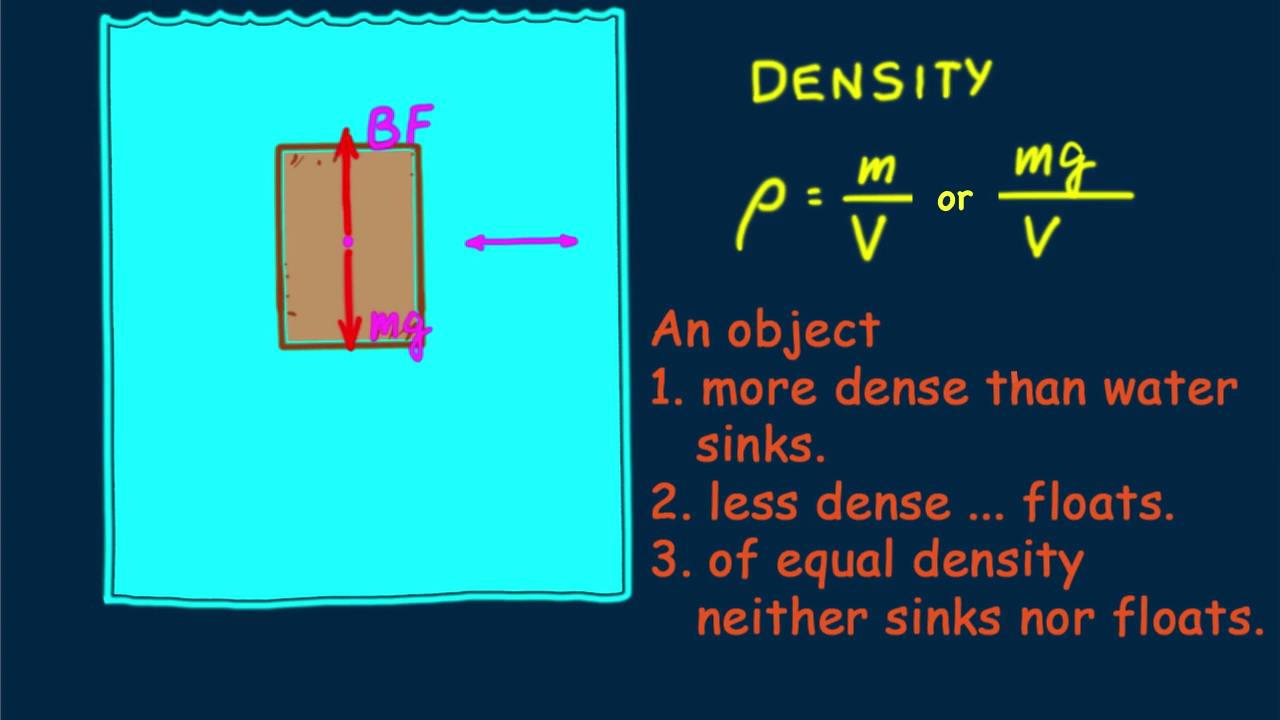 BF
mg
DENSITY
ρ = m/V or mg/V
An object
1. more dense than water
sinks.
2. less dense ... floats.
3. of equal density
neither sinks nor floats.